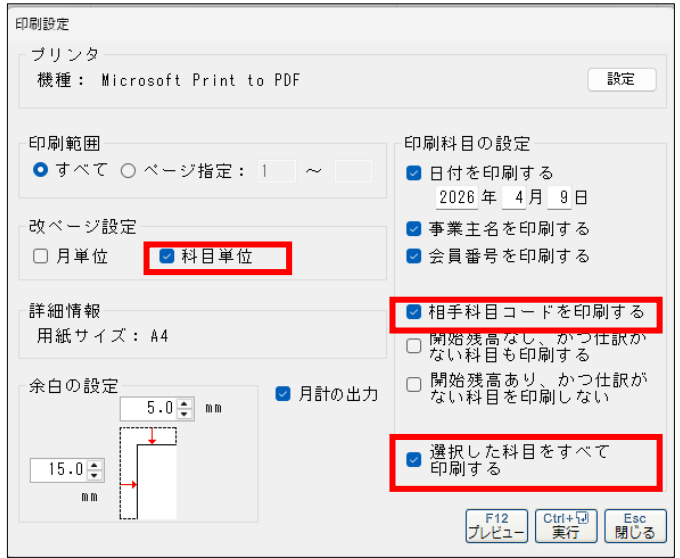 印刷設定
プリンタ
機種： Microsoft Print to PDF
設定
印刷範囲
すべて ページ指定： 1 ～
改ページ設定
月単位 科目単位
詳細情報
用紙サイズ： A4
余白の設定
5.0 mm
15.0
mm
月計の出力
印刷科目の設定
日付を印刷する
2026 年 4 月 9 日
事業主名を印刷する
会員番号を印刷する
相手科目コードを印刷する
開始残高なし、かつ仕訳が
ない科目も印刷する
開始残高あり、かつ仕訳が
ない科目を印刷しない
選択した科目をすべて
印刷する
F12
プレビュー
Ctrl+
実行
Esc
閉じる